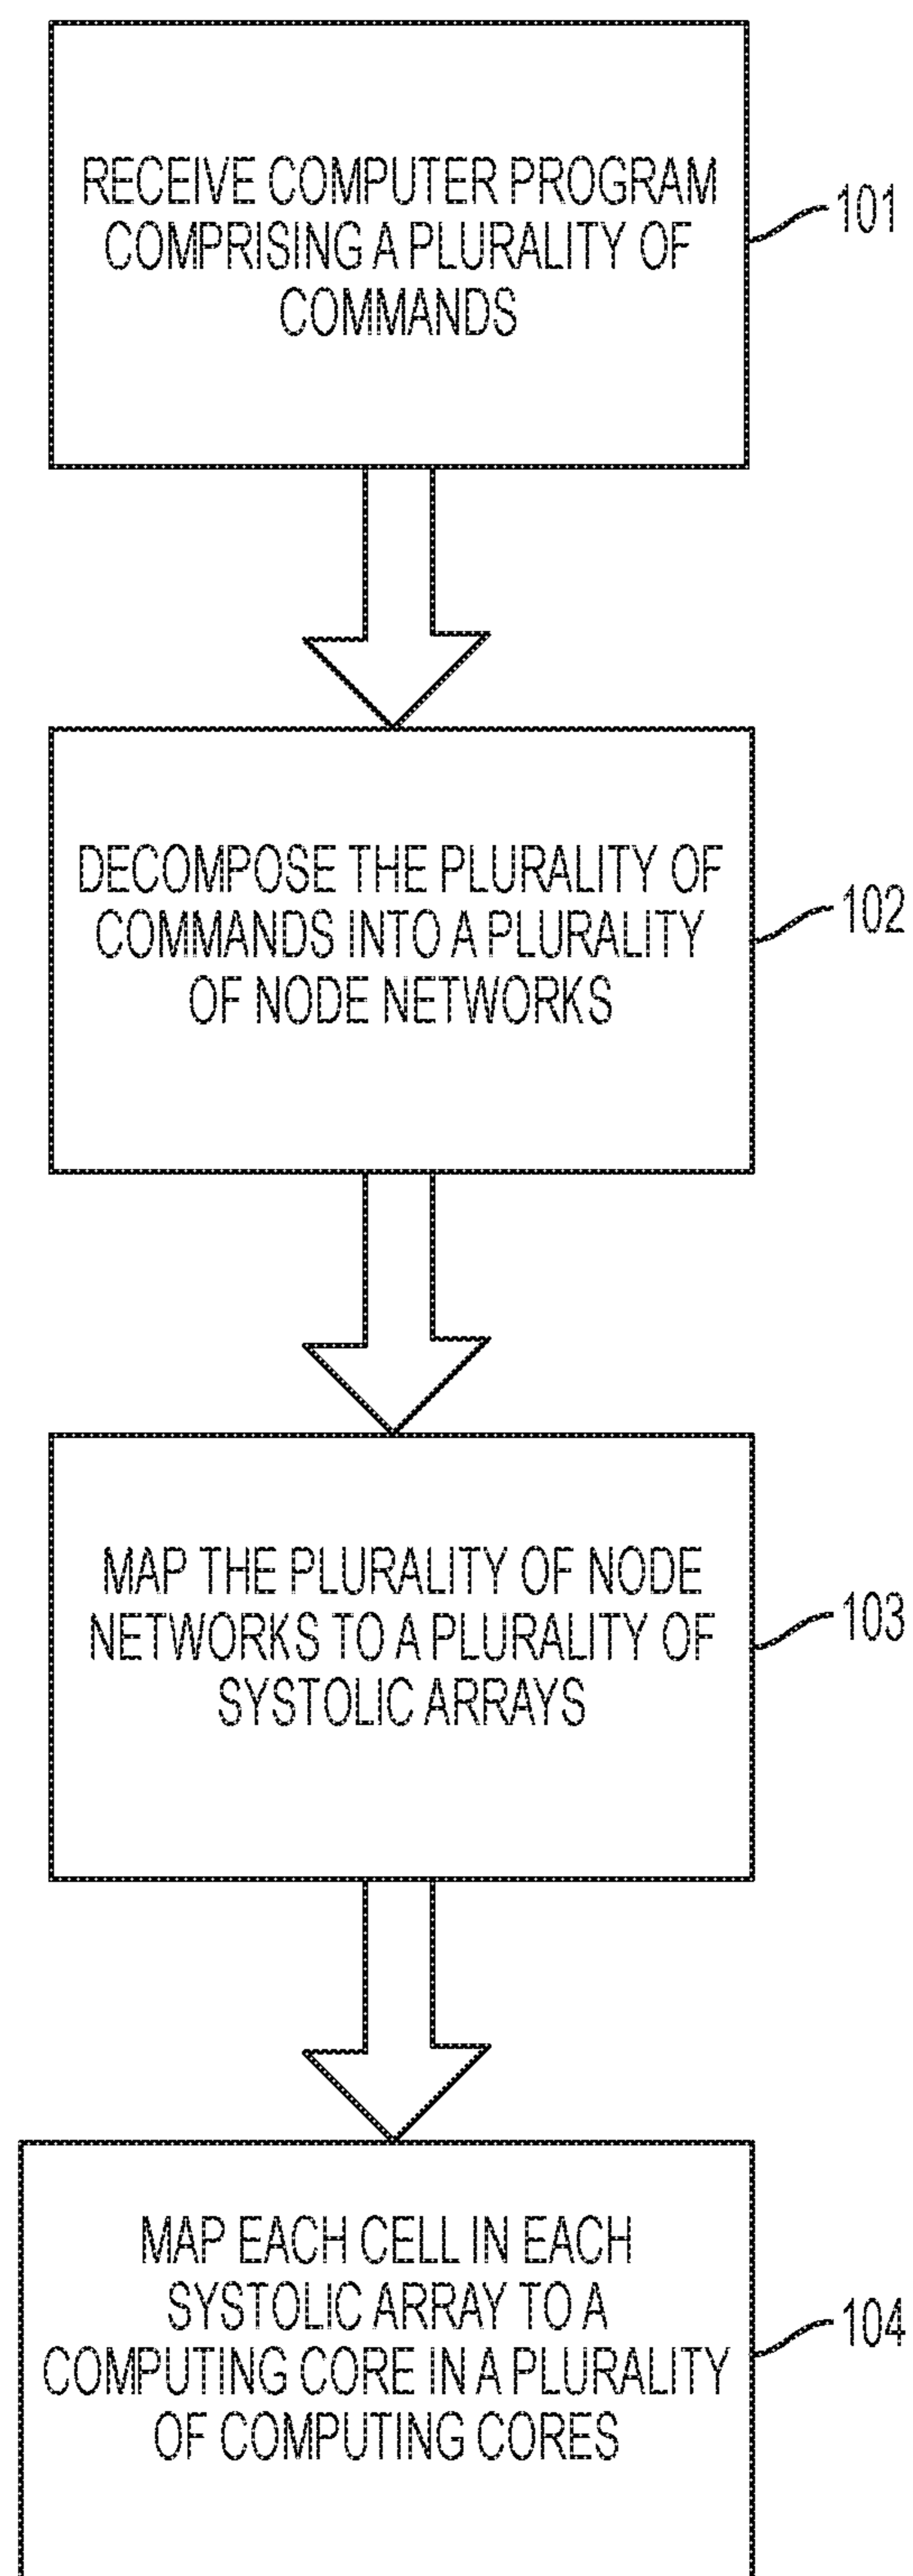 RECEIVE COMPUTER PROGRAM
COMPRISING A PLURALITY OF
COMMANDS
101
DECOMPOSE THE PLURALITY OF
COMMANDS INTO A PLURALITY
OF NODE NETWORKS
102
MAP THE PLURALITY OF NODE
NETWORKS TO A PLURALITY OF
SYSTOLIC ARRAYS
103
MAP EACH CELL IN EACH
SYSTOLIC ARRAY TO A
COMPUTING CORE IN A PLURALITY
OF COMPUTING CORES
104